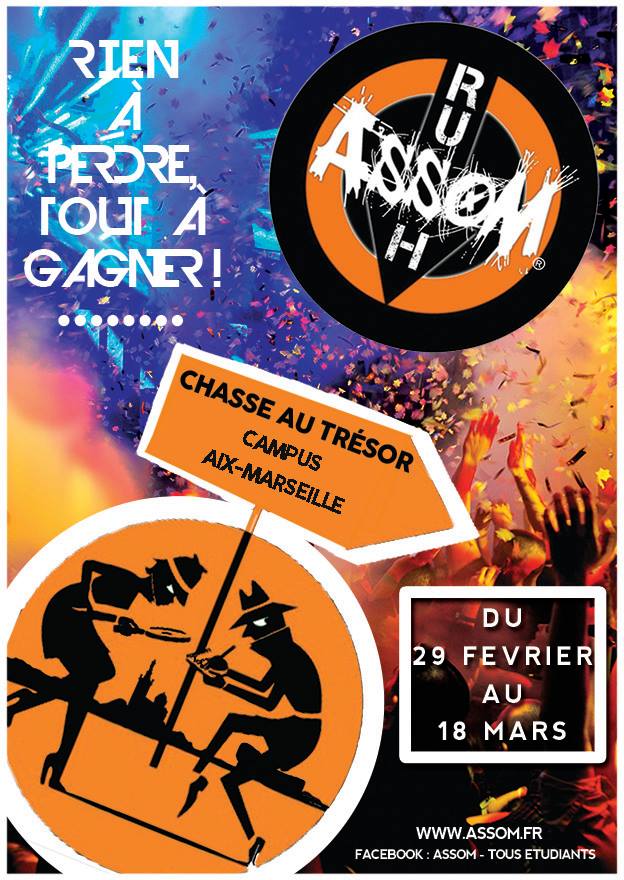 RIEN
À
PERDRE,
TOUT À
GAGNER !
RUSH
ASSOM
®
CHASSE AU TRÉSOR
CAMPUS
AIX-MARSEILLE
DU
29 FEVRIER
AU
18 MARS
WWW.ASSOM.FR
FACEBOOK : ASSOM - TOUS ETUDIANTS